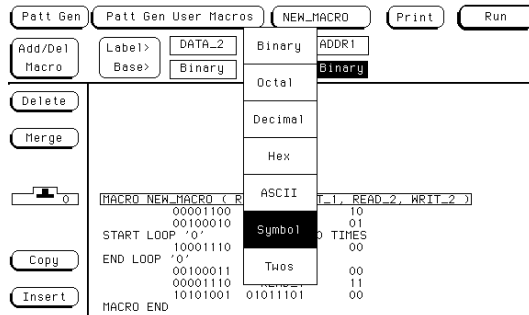 Patt Gen Patt Gen User Macros NEW_MACRO Print Run
Add/Del Macro
Label> DATA_2 ADDR1
Base> Binary Binary
Binary
Octal
Decimal
Hex
ASCII
Symbol
Twos
Delete
Merge
0
Copy
Insert
MACRO NEW_MACRO ( R T_1, READ_2, WRIT_2 )
00001100 10
00100010 01
START LOOP '0' TIMES
10001110 00
END LOOP '0'
00100011 00
00001110 11
10101001 01011101 00
MACRO END